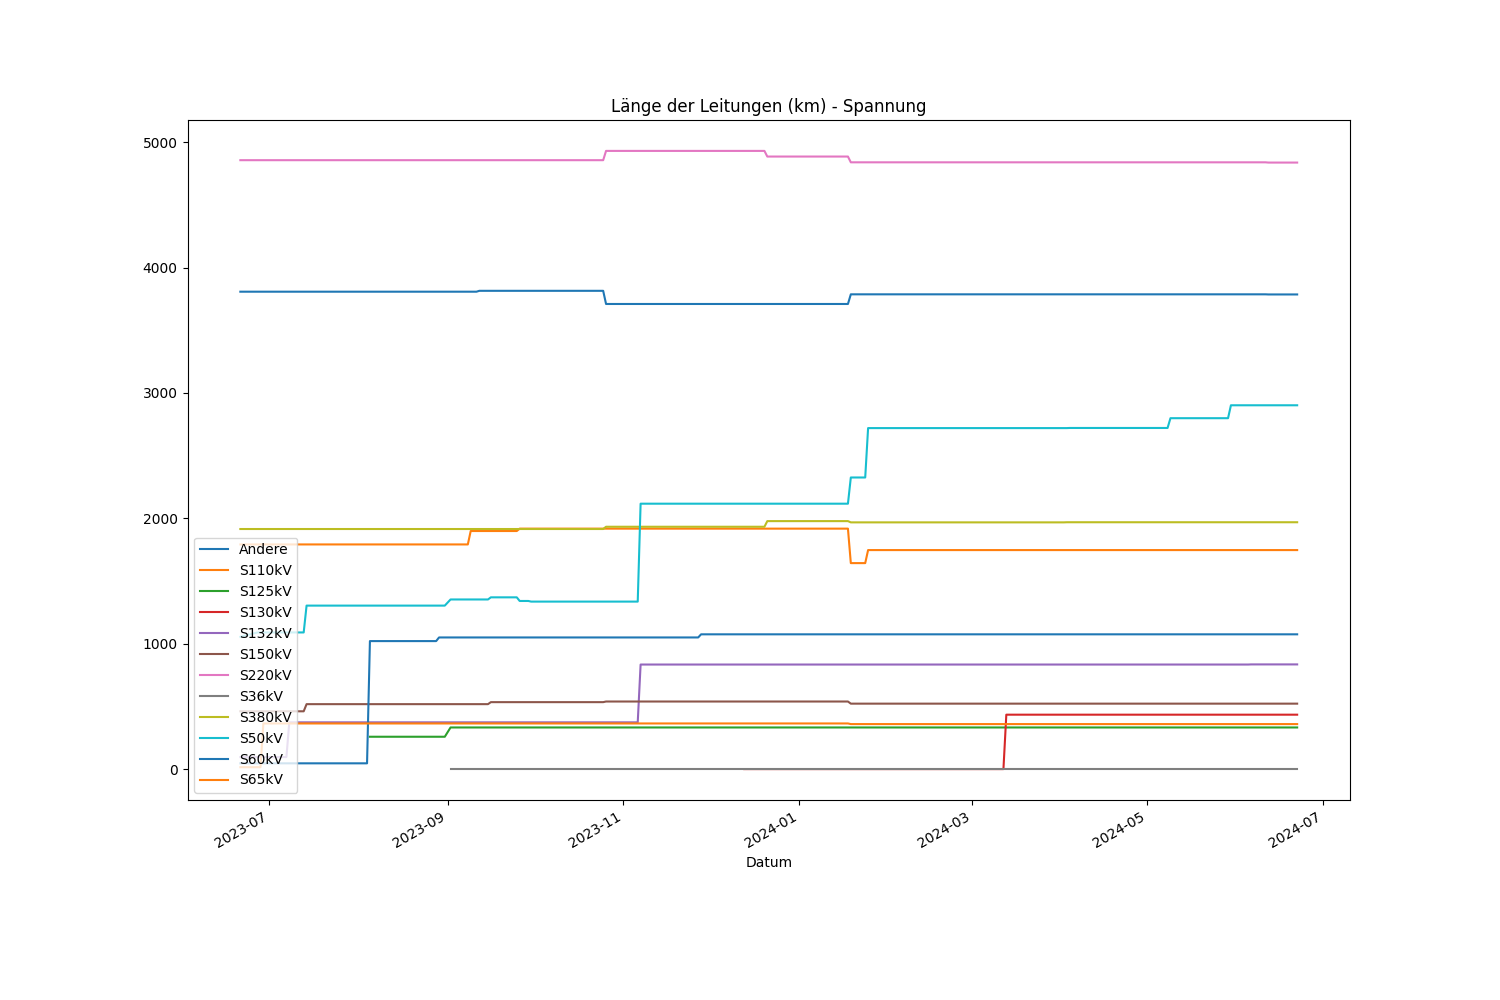 Länge der Leitungen (km) - Spannung
5000
4000
3000
2000
1000
0
Andere
S110kV
S125kV
S130kV
S132kV
S150kV
S220kV
S36kV
S380kV
S50kV
S60kV
S65kV
2023-07
2023-09
2023-11
2024-01
2024-03
2024-05
2024-07
Datum